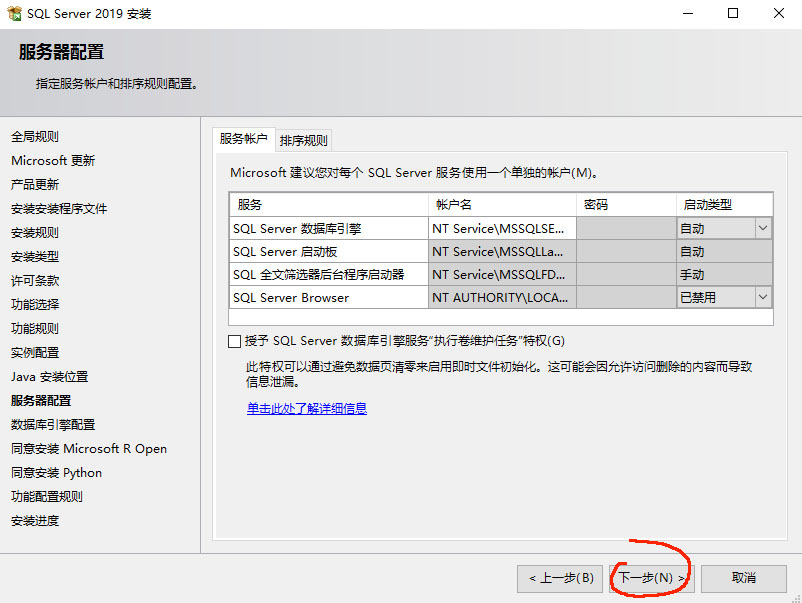 SQL Server 2019 安装
服务器配置
指定服务帐户和排序规则配置。
全局规则
Microsoft 更新
产品更新
安装安装程序文件
安装规则
安装类型
许可条款
功能选择
功能规则
实例配置
Java 安装位置
服务器配置
数据库引擎配置
同意安装 Microsoft R Open
同意安装 Python
功能配置规则
安装进度
服务帐户 排序规则
Microsoft 建议您对每个 SQL Server 服务使用一个单独的帐户(M)。
服务 帐户名 密码 启动类型
SQL Server 数据库引擎 NT Service\MSSQLSE... 自动
SQL Server 启动板 NT Service\MSSQLLa... 自动
SQL 全文筛选器后台程序启动器 NT Service\MSSQLFD... 手动
SQL Server Browser NT AUTHORITY\LOCA... 已禁用
授予 SQL Server 数据库引擎服务“执行卷维护任务”特权(G)
此特权可以通过避免数据页清零来启用即时文件初始化。这可能会因允许访问删除的内容而导致
信息泄漏。
单击此处了解详细信息
< 上一步(B) 下一步(N) > 取消